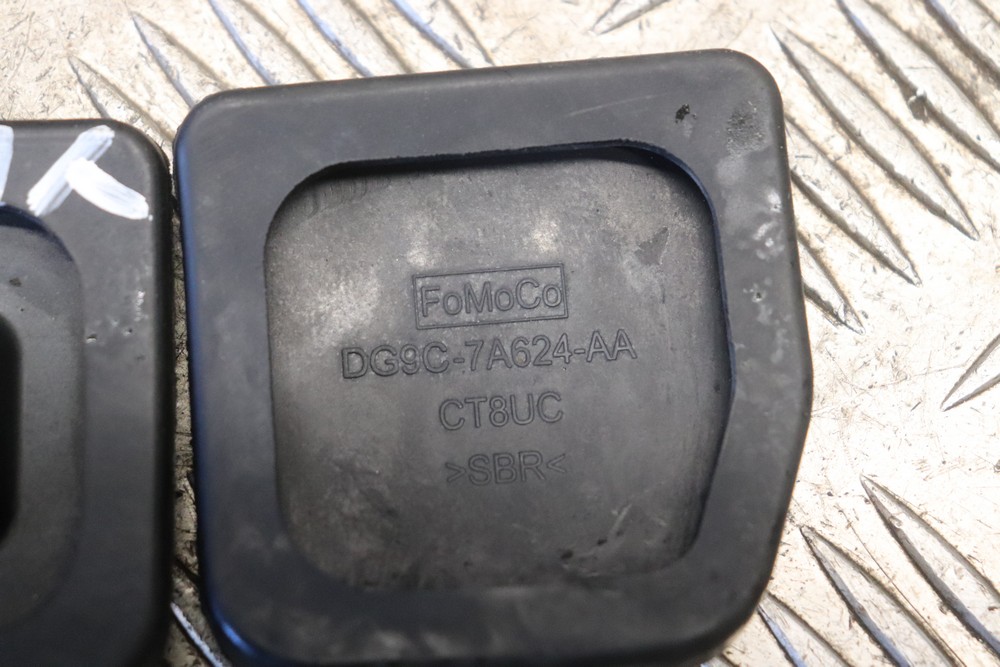 FoMoCo
DG9C-7A624-AA
CT8UC
>SBR<